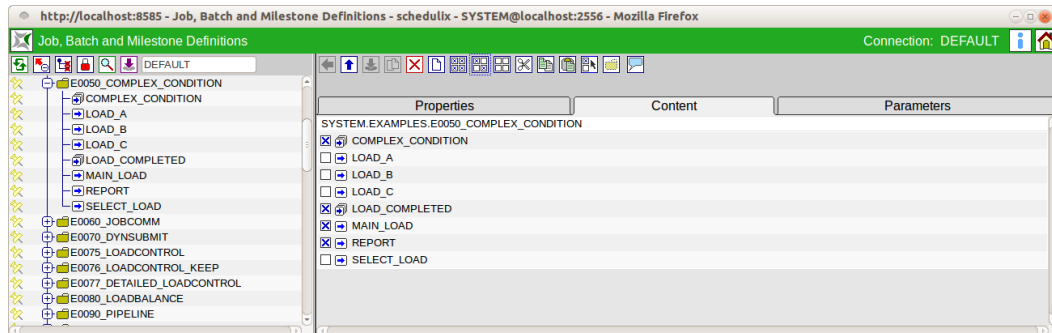 http://localhost:8585 - Job, Batch and Milestone Definitions - schedulix - SYSTEM@localhost:2556 - Mozilla Firefox
Job, Batch and Milestone Definitions
Connection: DEFAULT
DEFAULT
E0050_COMPLEX_CONDITION
COMPLEX_CONDITION
LOAD_A
LOAD_B
LOAD_C
LOAD_COMPLETED
MAIN_LOAD
REPORT
SELECT_LOAD
E0060_JOBCOMM
E0070_DYNSUBMIT
E0075_LOADCONTROL
E0076_LOADCONTROL_KEEP
E0077_DETAILED_LOADCONTROL
E0080_LOADBALANCE
E0090_PIPELINE
Properties
Content
Parameters
SYSTEM.EXAMPLES.E0050_COMPLEX_CONDITION
COMPLEX_CONDITION
LOAD_A
LOAD_B
LOAD_C
LOAD_COMPLETED
MAIN_LOAD
REPORT
SELECT_LOAD